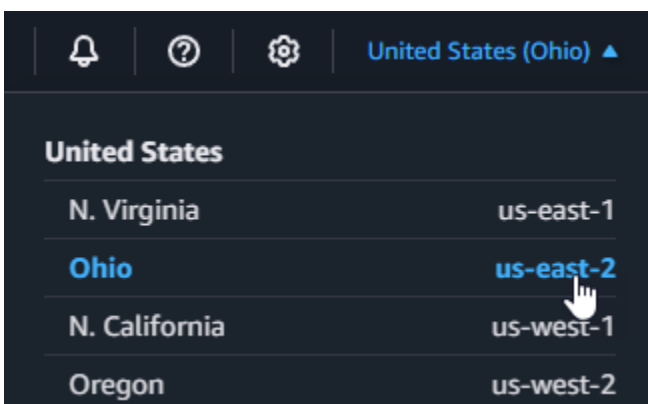 United States (Ohio) ▲
United States
N. Virginia us-east-1
Ohio us-east-2
N. California us-west-1
Oregon us-west-2